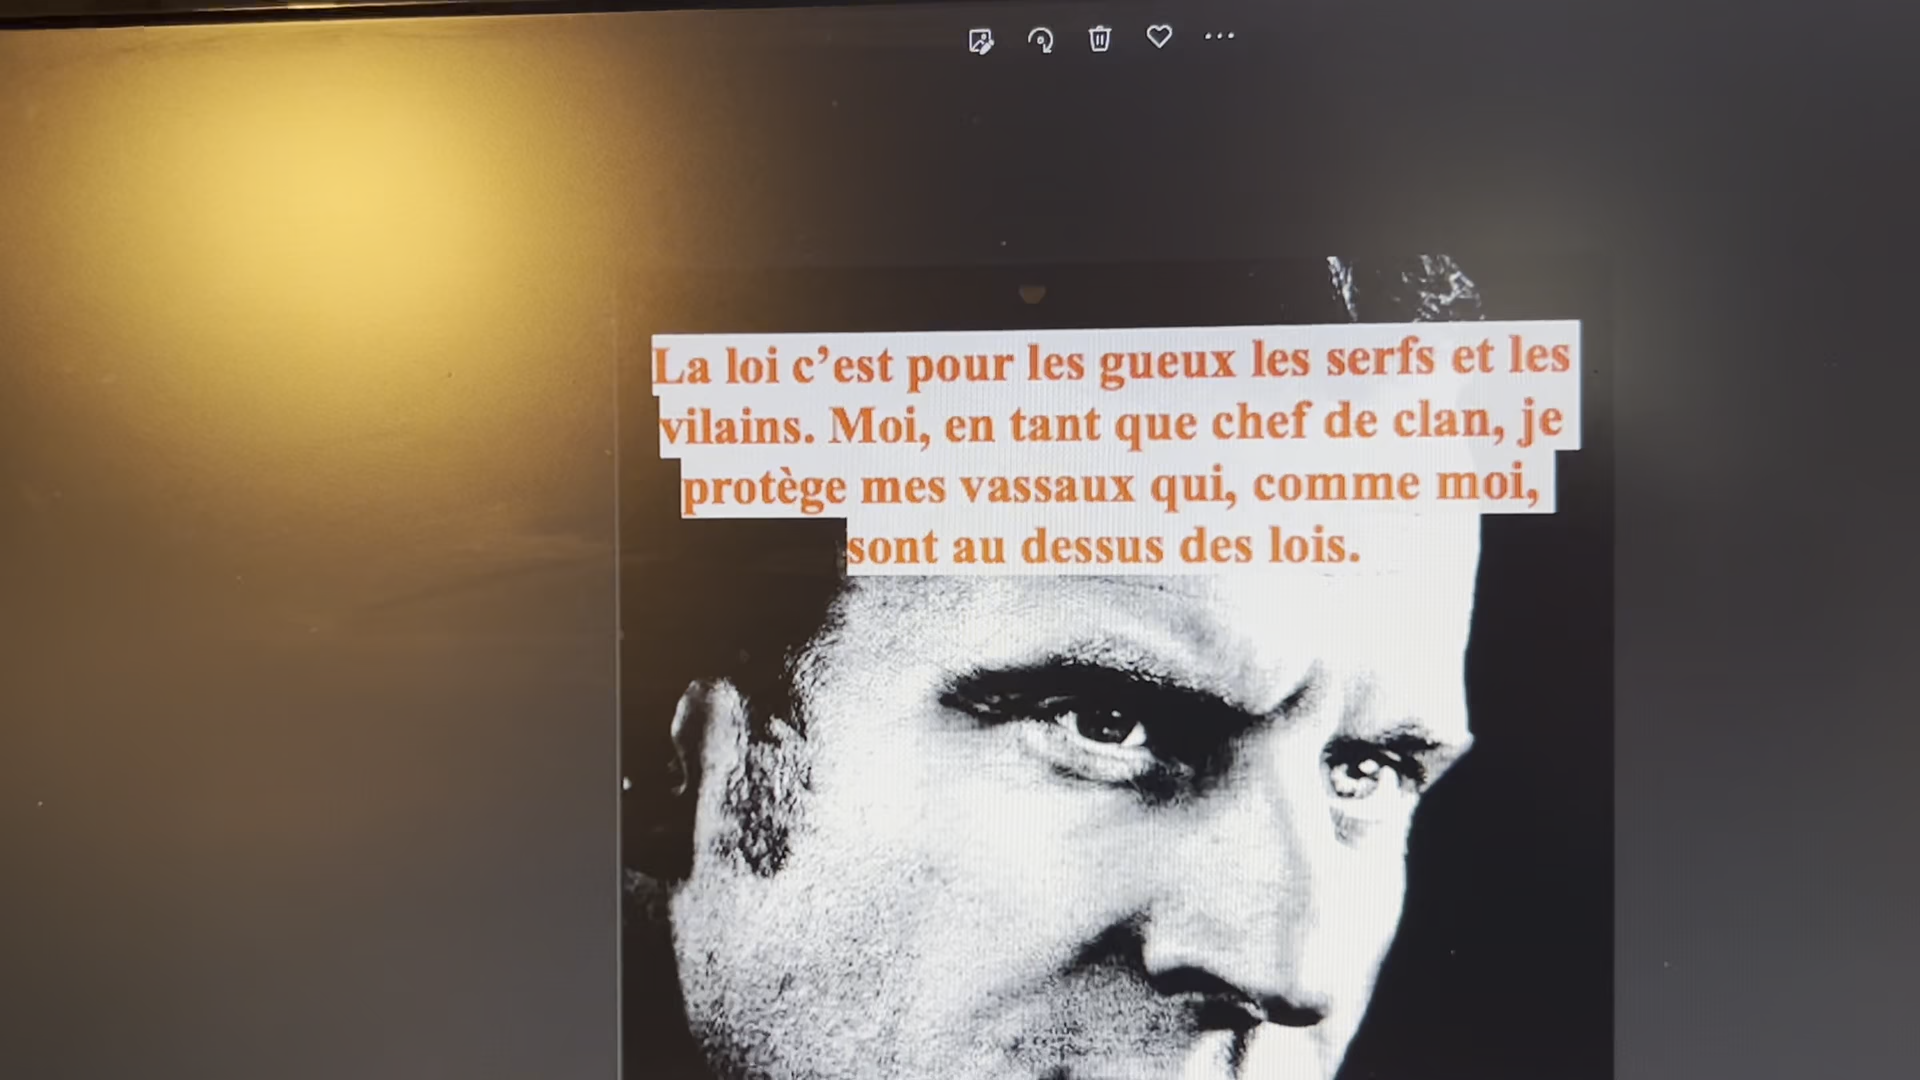 La loi c’est pour les gueux les serfs et les
vilains. Moi, en tant que chef de clan, je
protège mes vassaux qui, comme moi,
sont au dessus des lois.